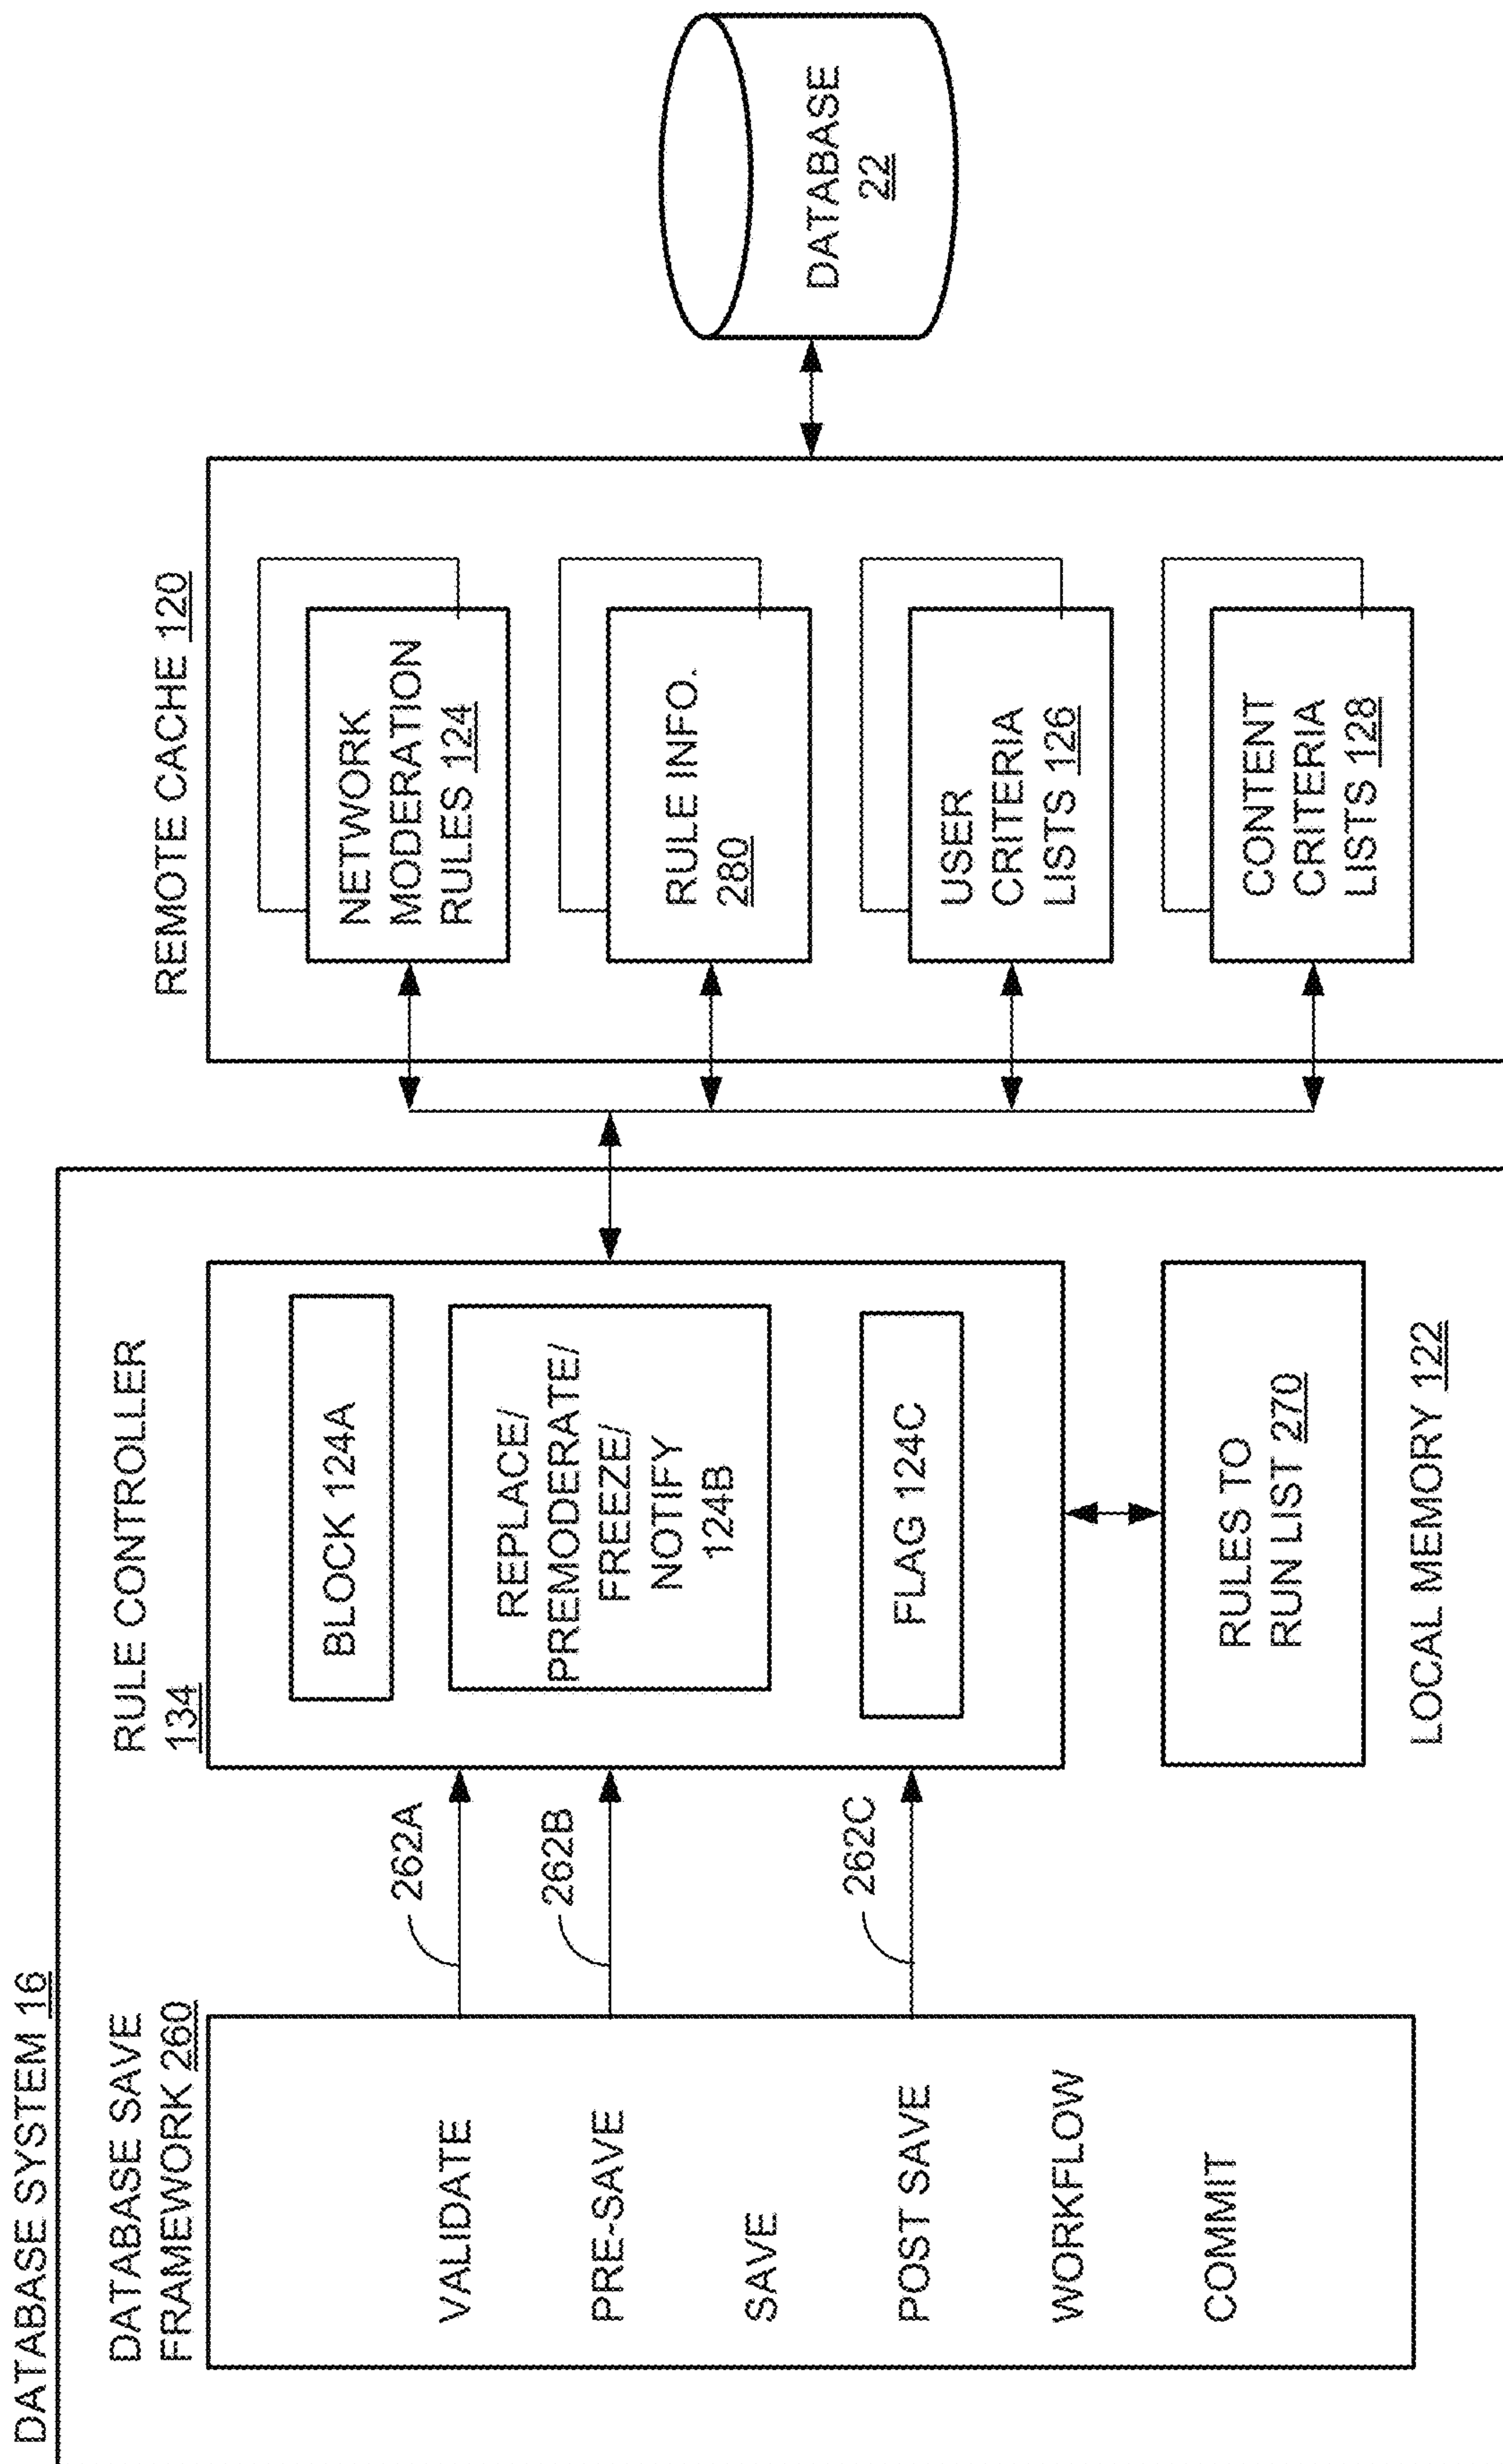 DATABASE SYSTEM 16
DATABASE SAVE
FRAMEWORK 260
VALIDATE
PRE-SAVE
SAVE
POST SAVE
WORKFLOW
COMMIT
262A
262B
262C
RULE CONTROLLER
134
BLOCK 124A
REPLACE/
PREMODERATE/
FREEZE/
NOTIFY
124B
FLAG 124C
RULES TO
RUN LIST 270
LOCAL MEMORY 122
REMOTE CACHE 120
NETWORK
MODERATION
RULES 124
RULE INFO.
280
USER
CRITERIA
LISTS 126
CONTENT
CRITERIA
LISTS 128
DATABASE
22